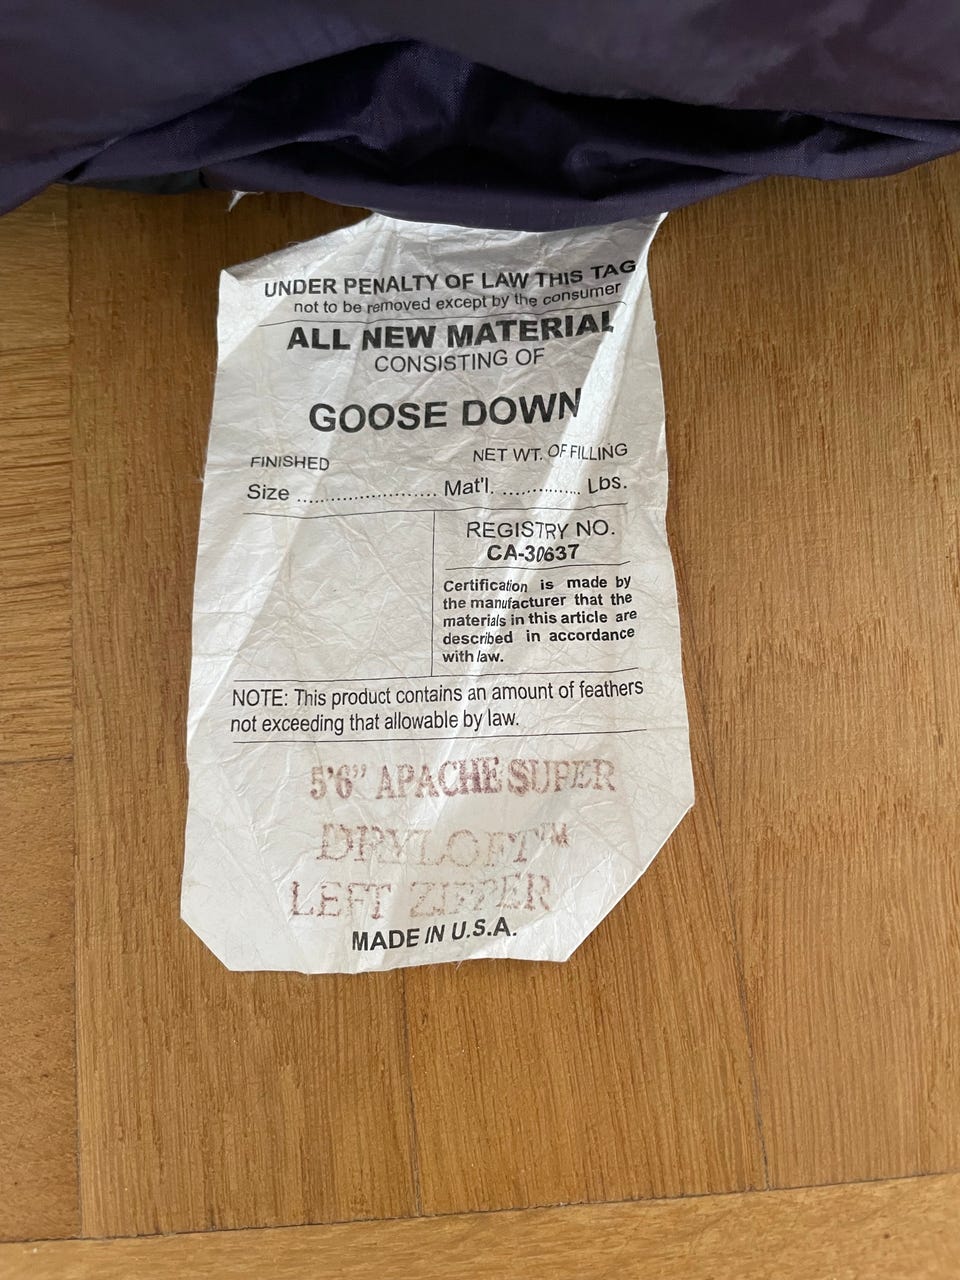 UNDER PENALTY OF LAW THIS TAG
not to be removed except by the consumer
ALL NEW MATERIAL
CONSISTING OF
GOOSE DOWN
FINISHED NET WT. OF FILLING
Size ........................ Mat'l. .............. Lbs.
REGISTRY NO.
CA-30637
Certification is made by
the manufacturer that the
materials in this article are
described in accordance
with law.
NOTE: This product contains an amount of feathers
not exceeding that allowable by law.
5'6" APACHE SUPER
DRYLOFT™
LEFT ZIPPER
MADE IN U.S.A.